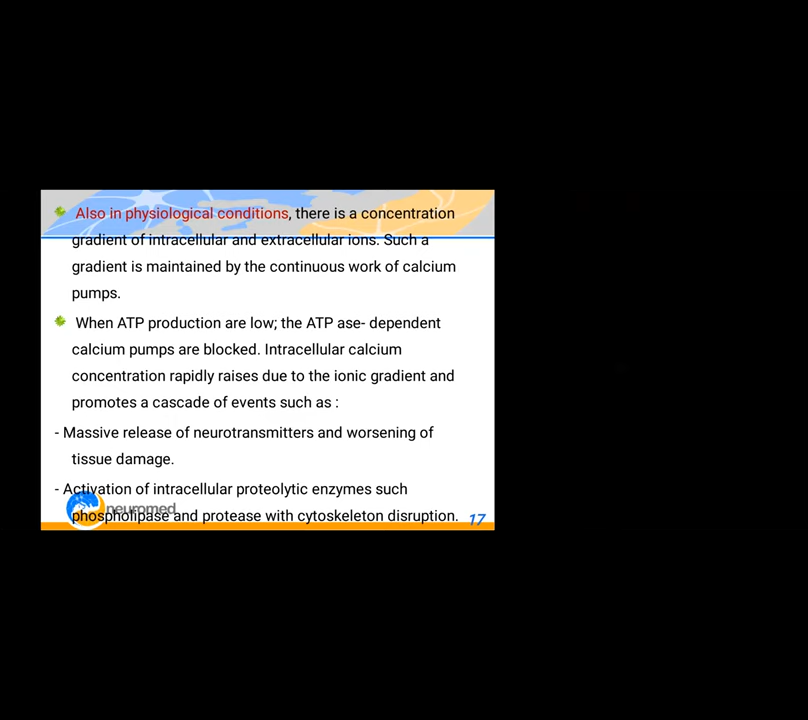 Also in physiological conditions, there is a concentration
gradient of intracellular and extracellular ions. Such a
gradient is maintained by the continuous work of calcium
pumps.
When ATP production are low; the ATP ase- dependent
calcium pumps are blocked. Intracellular calcium
concentration rapidly raises due to the ionic gradient and
promotes a cascade of events such as :
- Massive release of neurotransmitters and worsening of
tissue damage.
- Activation of intracellular proteolytic enzymes such
phospholipase and protease with cytoskeleton disruption.
neuromed
17